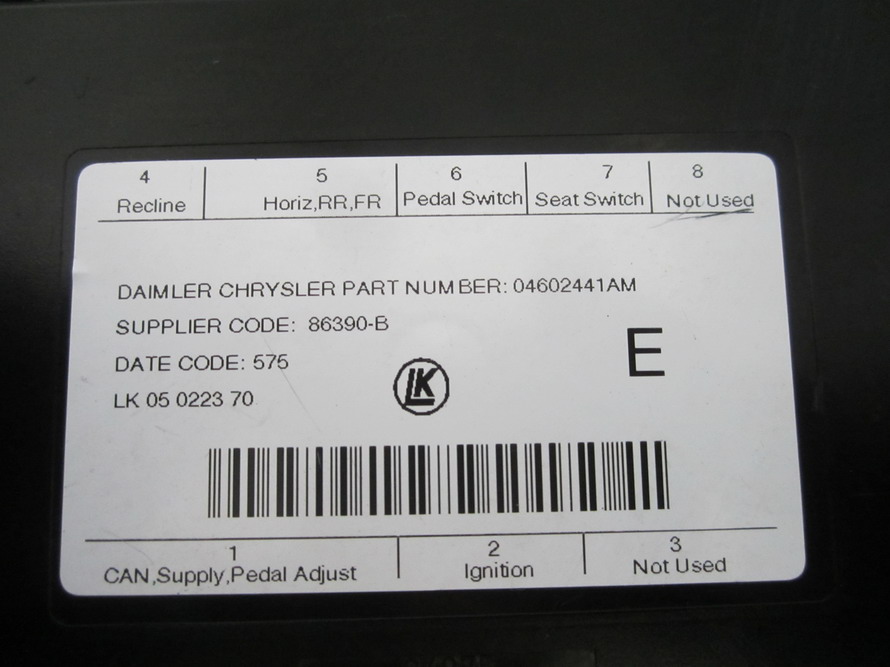 4 5 6 7 8
Recline Horiz,RR,FR Pedal Switch Seat Switch Not Used
DAIMLER CHRYSLER PART NUMBER: 04602441AM
SUPPLIER CODE: 86390-B
DATE CODE: 575
E
LK 05 0223 70
LK
1 2 3
CAN,Supply,Pedal Adjust Ignition Not Used